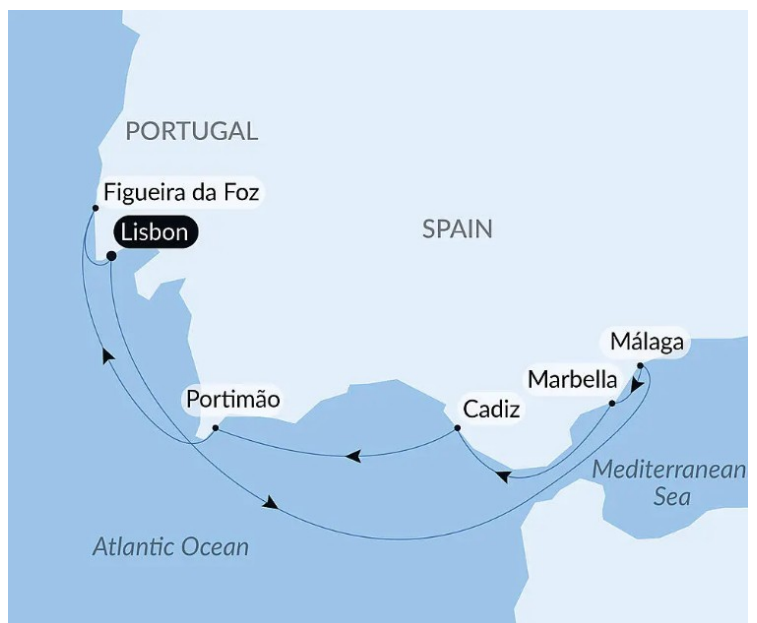 PORTUGAL
Figueira da Foz
Lisbon
SPAIN
Málaga
Marbella
Portimão
Cadiz
Mediterranean
Sea
Atlantic Ocean